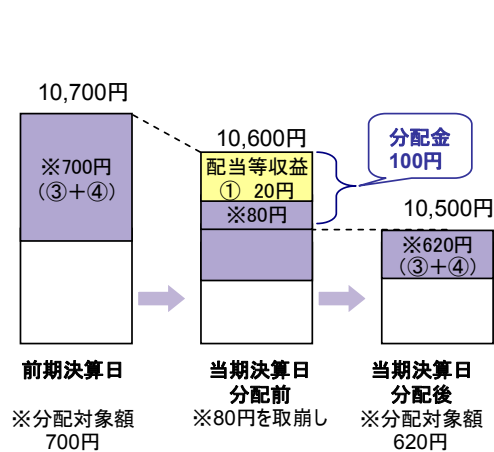 10,700円
※700円
(③+④)
前期決算日
※分配対象額
700円
10,600円
配当等収益
① 20円
※80円
当期決算日
分配前
※80円を取崩し
分配金
100円
10,500円
※620円
(③+④)
当期決算日
分配後
※分配対象額
620円